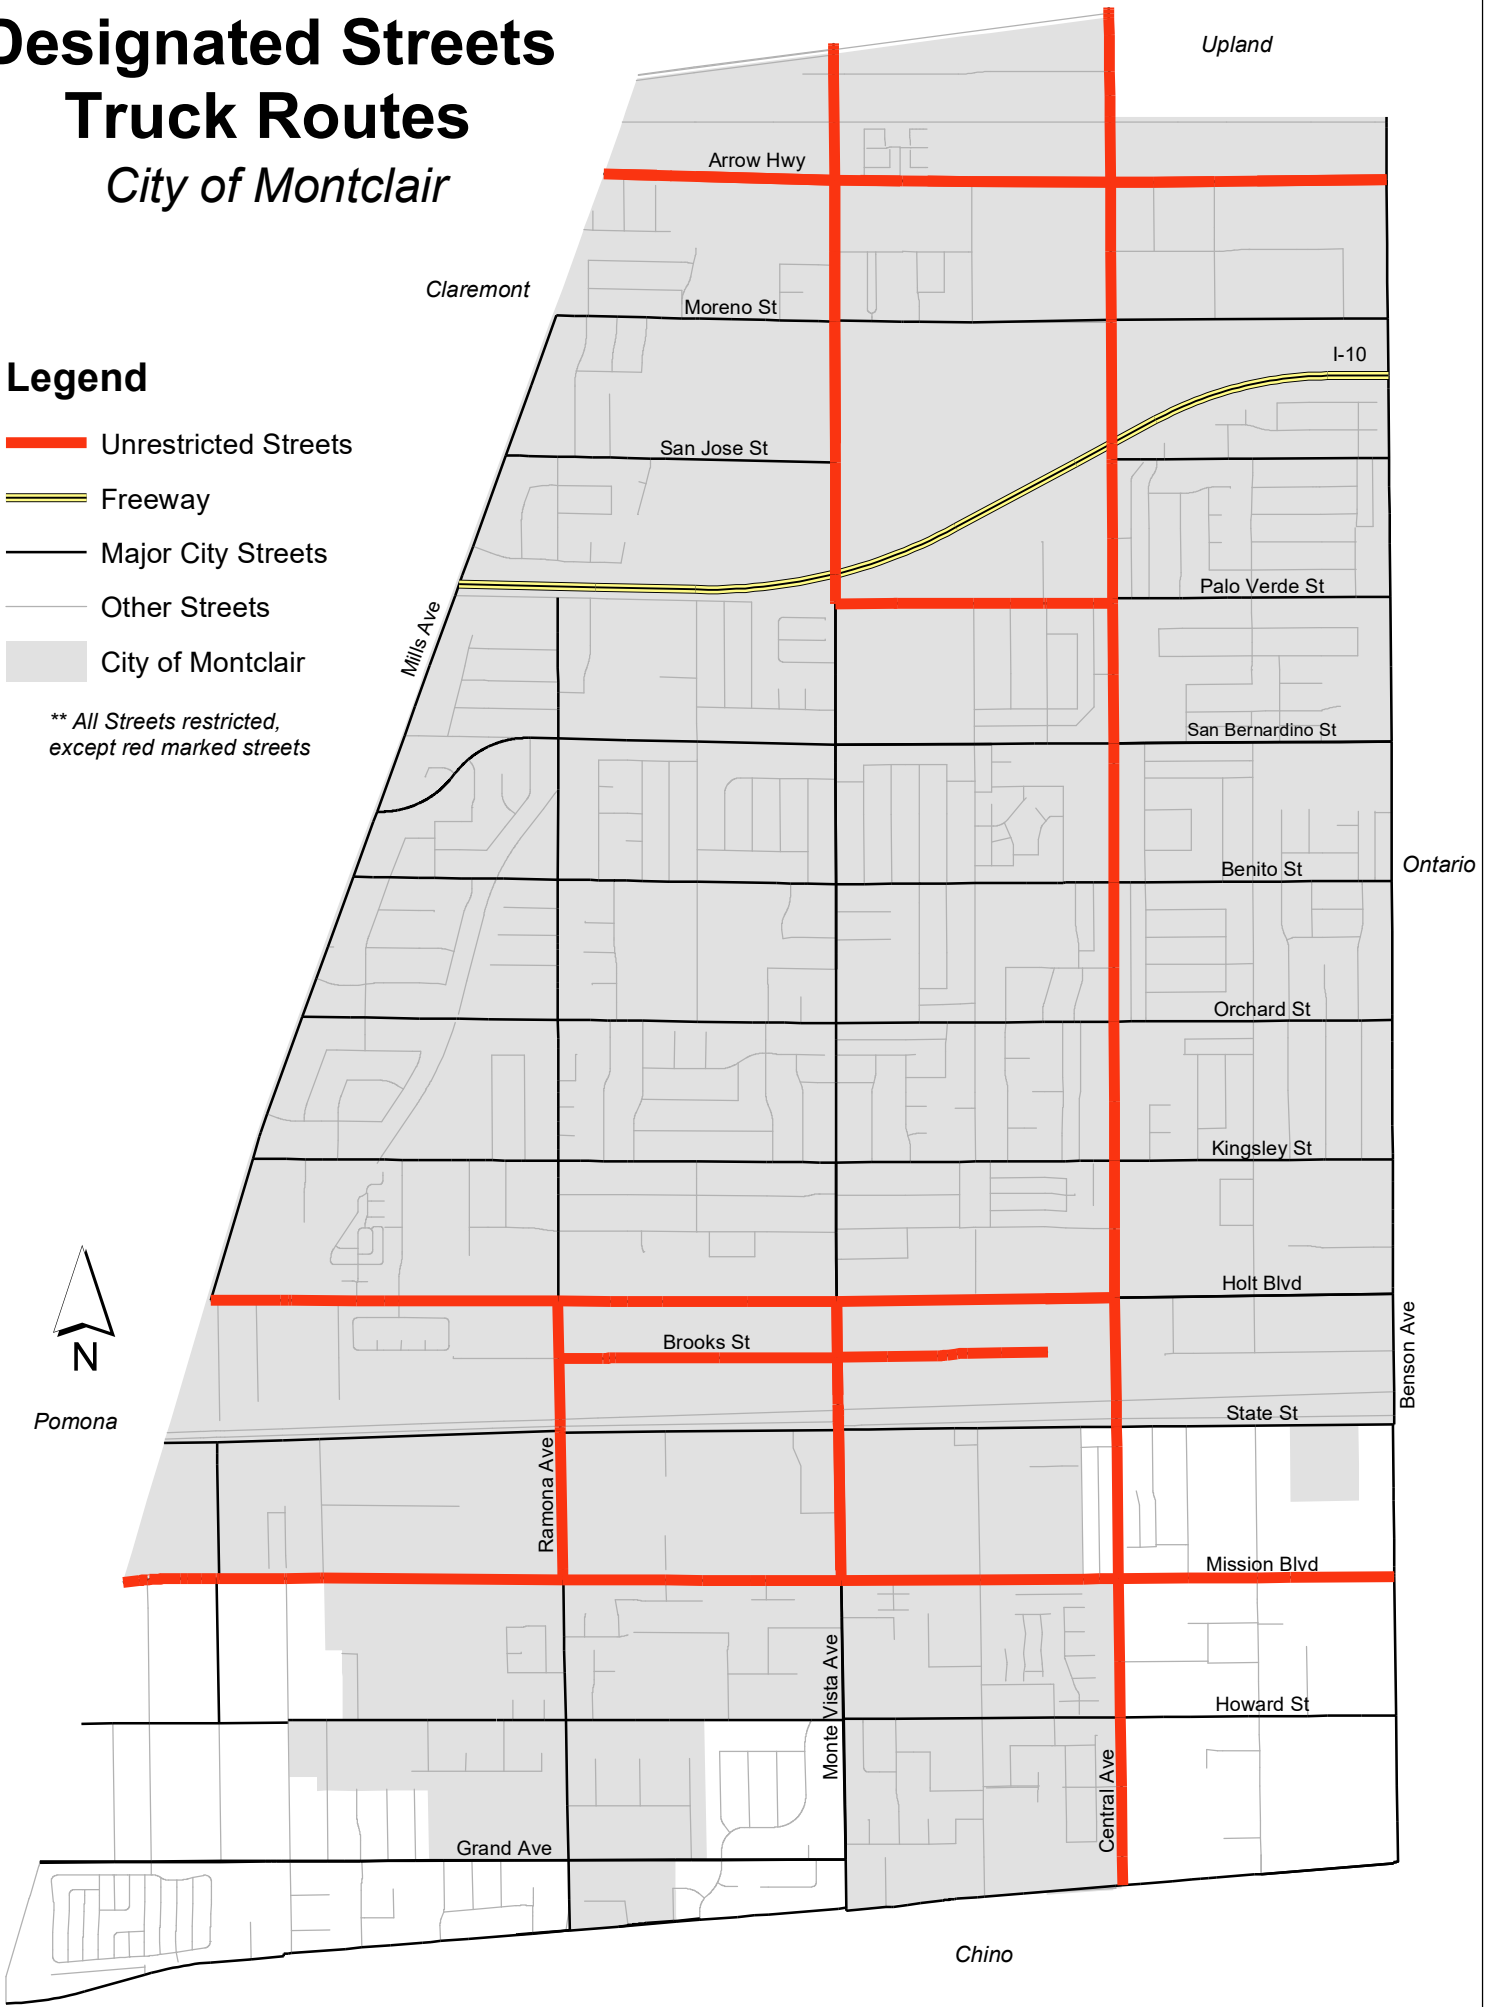 Designated Streets
Truck Routes
City of Montclair
Upland
Arrow Hwy
Claremont
Moreno St
I-10
Legend
Unrestricted Streets
Freeway
Major City Streets
Other Streets
City of Montclair
** All Streets restricted,
except red marked streets
San Jose St
Palo Verde St
Mills Ave
San Bernardino St
Benito St
Ontario
Orchard St
Kingsley St
Holt Blvd
N
Brooks St
Benson Ave
Pomona
State St
Ramona Ave
Mission Blvd
Monte Vista Ave
Howard St
Central Ave
Grand Ave
Chino